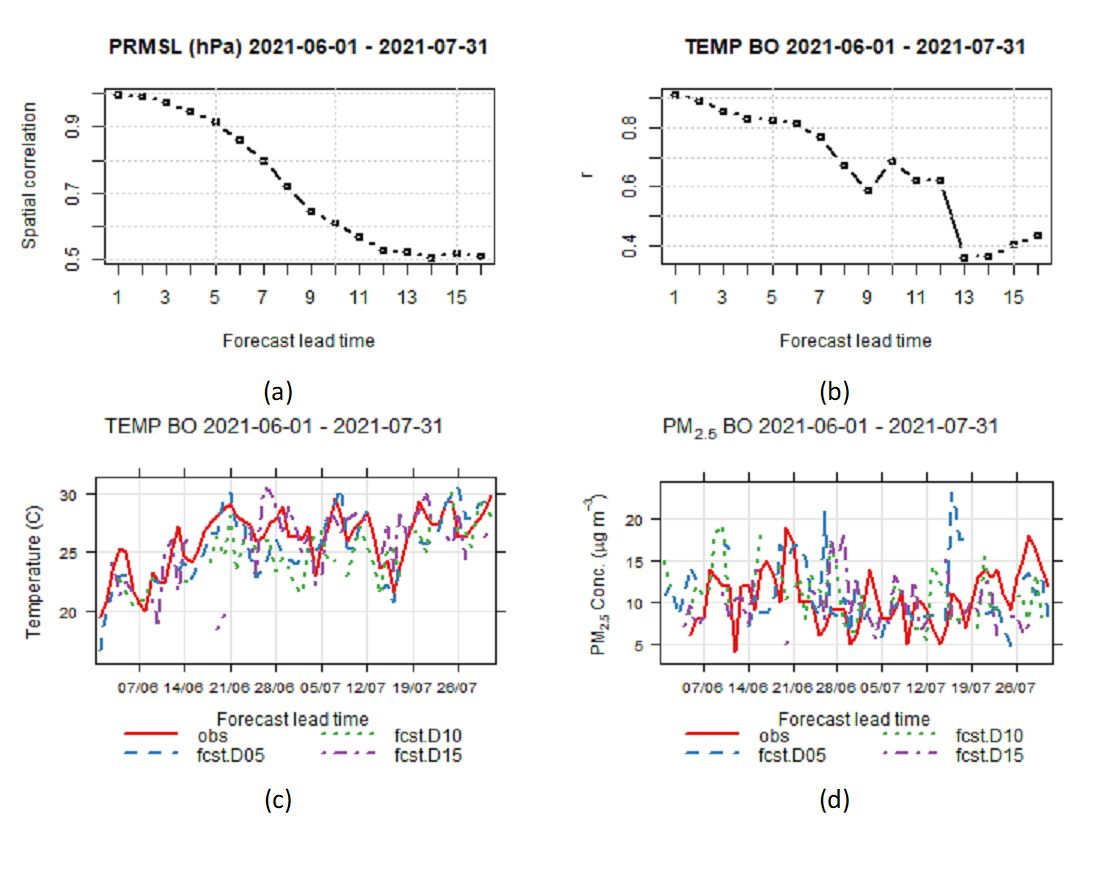 PRMSL (hPa) 2021-06-01 - 2021-07-31
Spatial correlation
0.9
0.7
0.5
1 3 5 7 9 11 13 15
Forecast lead time
(a)
TEMP BO 2021-06-01 - 2021-07-31
r
0.8
0.6
0.4
1 3 5 7 9 11 13 15
Forecast lead time
(b)
TEMP BO 2021-06-01 - 2021-07-31
Temperature (C)
30
25
20
07/06 14/06 21/06 28/06 05/07 12/07 19/07 26/07
Forecast lead time
obs fcst.D10
fcst.D05 fcst.D15
(c)
PM2.5 BO 2021-06-01 - 2021-07-31
PM2.5 Conc. (µg m−3)
20
15
10
5
07/06 14/06 21/06 28/06 05/07 12/07 19/07 26/07
Forecast lead time
obs fcst.D10
fcst.D05 fcst.D15
(d)